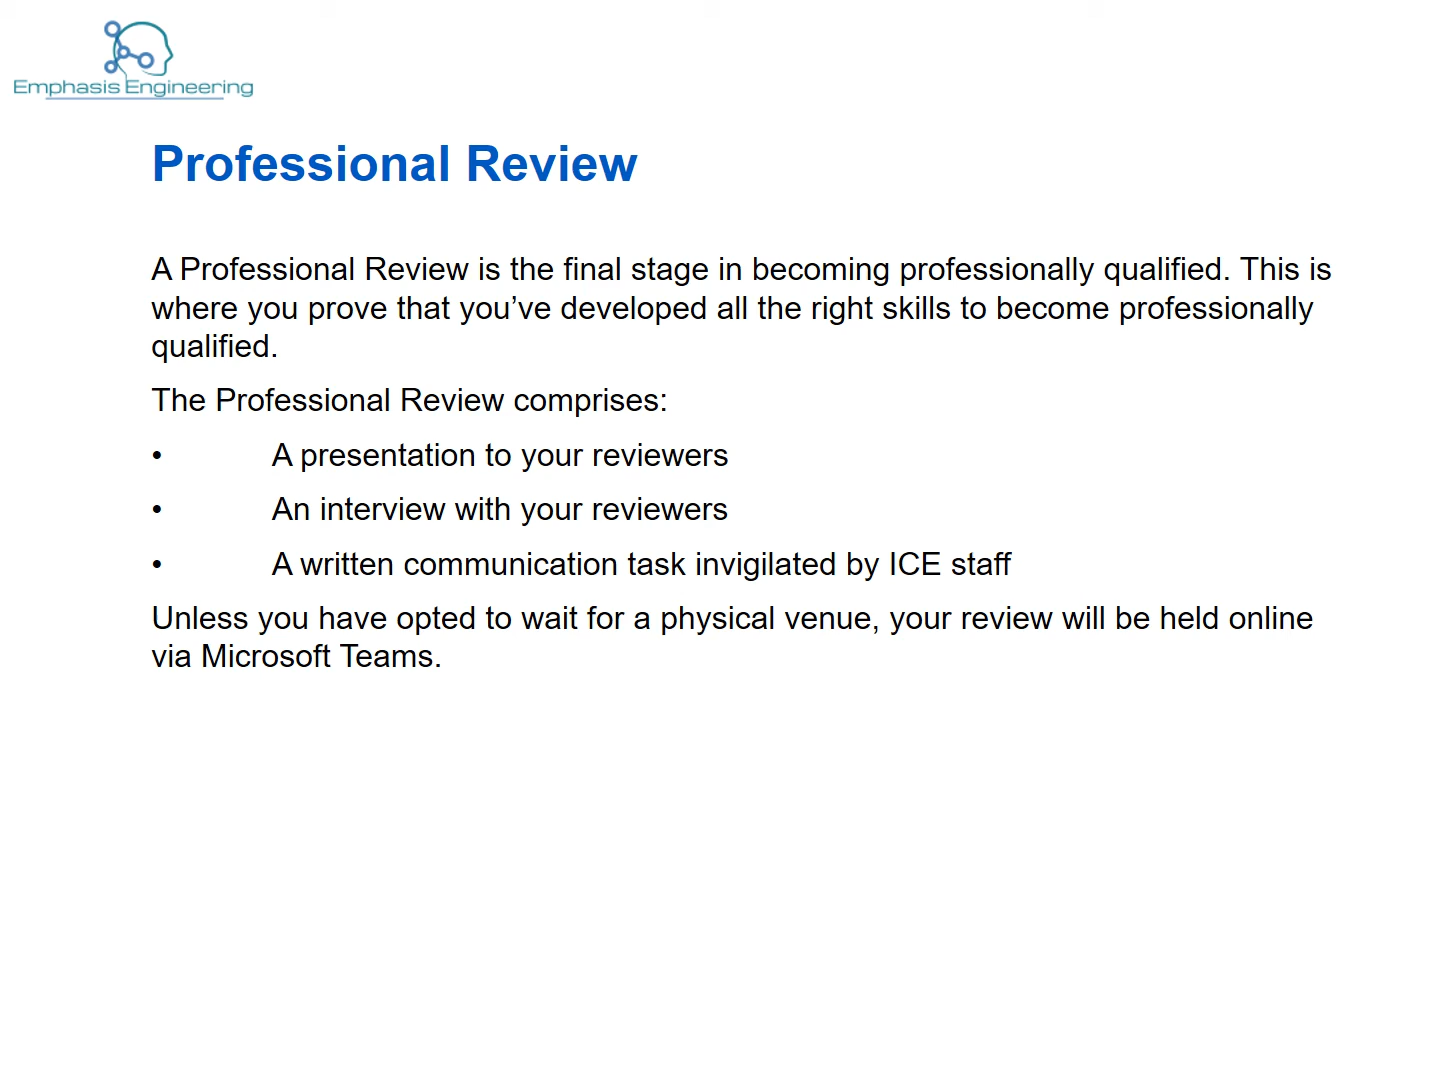 Emphasis Engineering
Professional Review
A Professional Review is the final stage in becoming professionally qualified. This is
where you prove that you’ve developed all the right skills to become professionally
qualified.
The Professional Review comprises:
• A presentation to your reviewers
• An interview with your reviewers
• A written communication task invigilated by ICE staff
Unless you have opted to wait for a physical venue, your review will be held online
via Microsoft Teams.